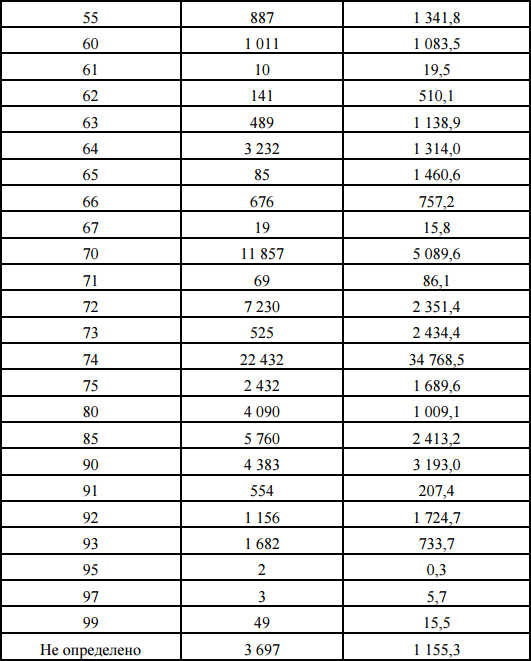 55 887 1 341,8
60 1 011 1 083,5
61 10 19,5
62 141 510,1
63 489 1 138,9
64 3 232 1 314,0
65 85 1 460,6
66 676 757,2
67 19 15,8
70 11 857 5 089,6
71 69 86,1
72 7 230 2 351,4
73 525 2 434,4
74 22 432 34 768,5
75 2 432 1 689,6
80 4 090 1 009,1
85 5 760 2 413,2
90 4 383 3 193,0
91 554 207,4
92 1 156 1 724,7
93 1 682 733,7
95 2 0,3
97 3 5,7
99 49 15,5
Не определено 3 697 1 155,3